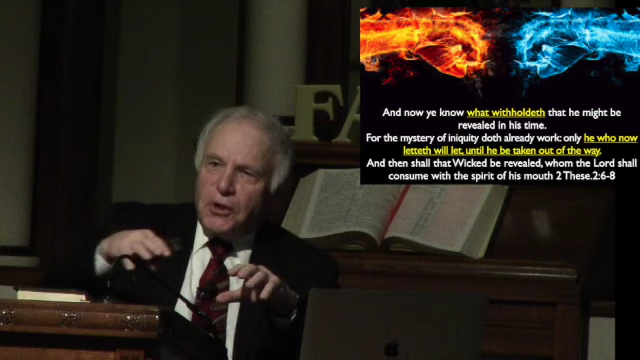 FA
And now ye know what withholdeth that he might be
revealed in his time.
For the mystery of iniquity doth already work: only he who now
letteth will let, until he be taken out of the way.
And then shall that Wicked be revealed, whom the Lord shall
consume with the spirit of his mouth 2 These.2:6-8